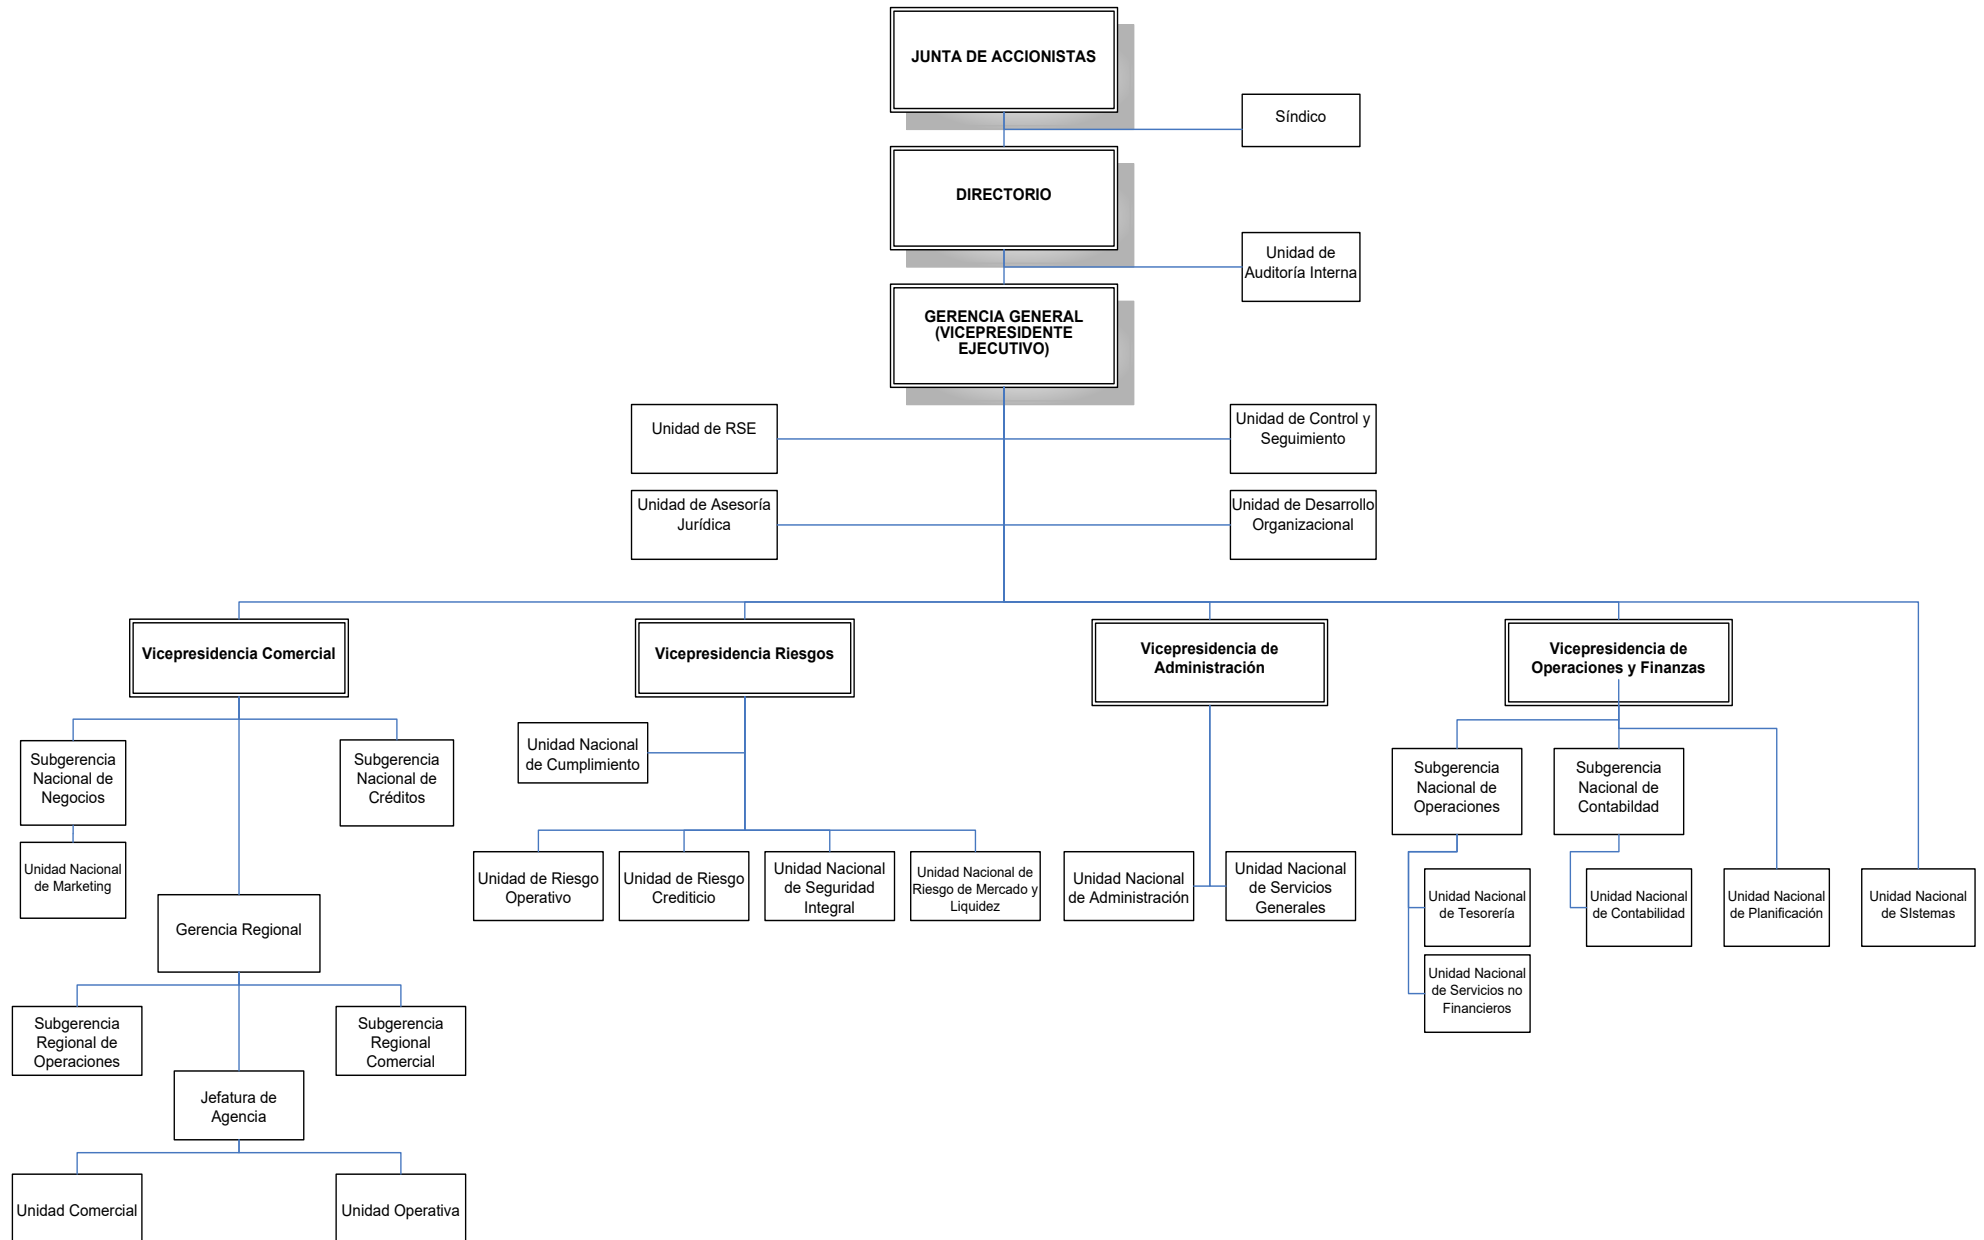 JUNTA DE ACCIONISTAS
Síndico
DIRECTORIO
Unidad de
Auditoría Interna
GERENCIA GENERAL
(VICEPRESIDENTE
EJECUTIVO)
Unidad de RSE
Unidad de Control y
Seguimiento
Unidad de Asesoría
Jurídica
Unidad de Desarrollo
Organizacional
Vicepresidencia Comercial
Vicepresidencia Riesgos
Vicepresidencia de
Administración
Vicepresidencia de
Operaciones y Finanzas
Subgerencia
Nacional de
Negocios
Subgerencia
Nacional de
Créditos
Unidad Nacional
de Cumplimiento
Subgerencia
Nacional de
Operaciones
Subgerencia
Nacional de
Contabildad
Unidad Nacional
de Marketing
Unidad de Riesgo
Operativo
Unidad de Riesgo
Crediticio
Unidad Nacional
de Seguridad
Integral
Unidad Nacional de
Riesgo de Mercado y
Liquidez
Unidad Nacional
de Administración
Unidad Nacional
de Servicios
Generales
Unidad Nacional
de Tesorería
Unidad Nacional
de Contabilidad
Unidad Nacional
de Planificación
Unidad Nacional
de SIstemas
Gerencia Regional
Unidad Nacional
de Servicios no
Financieros
Subgerencia
Regional de
Operaciones
Subgerencia
Regional
Comercial
Jefatura de
Agencia
Unidad Comercial
Unidad Operativa